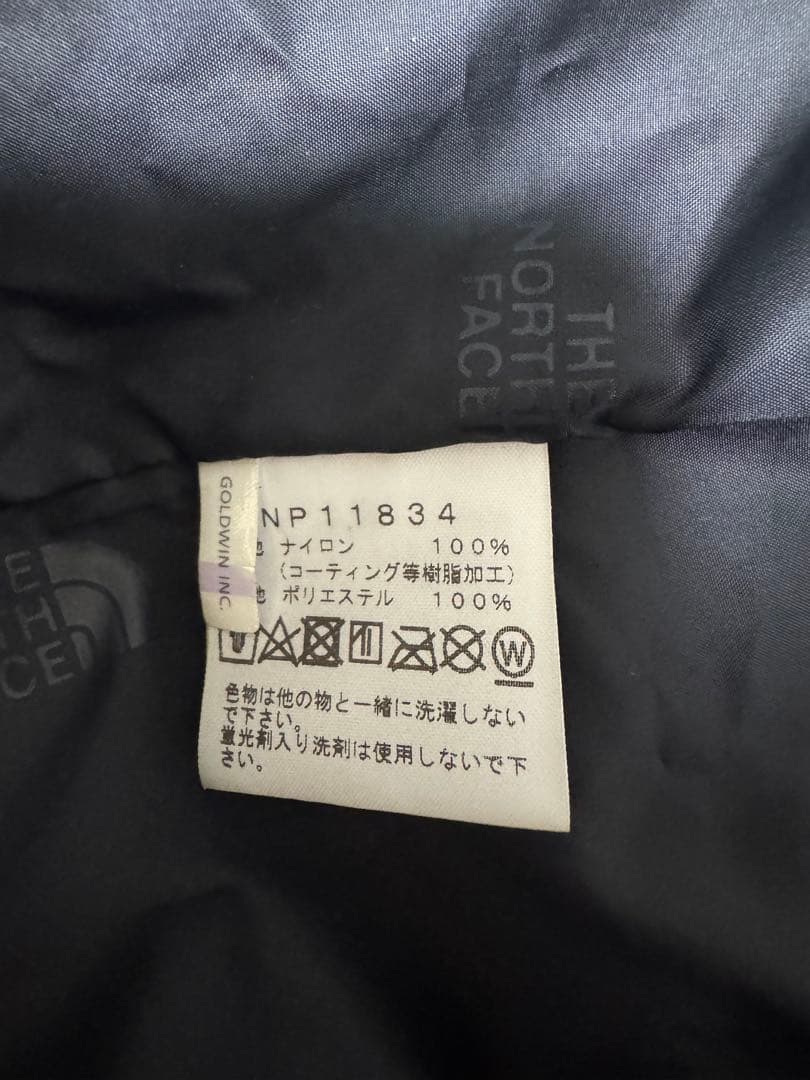 THE
NORTH
FACE
GOLDWIN INC.
NP11834
ナイロン 100%
(コーティング等樹脂加工)
地 ポリエステル 100%
W
色物は他の物と一緒に洗濯しない
で下さい。
蛍光剤入り洗剤は使用しないで下
さい。